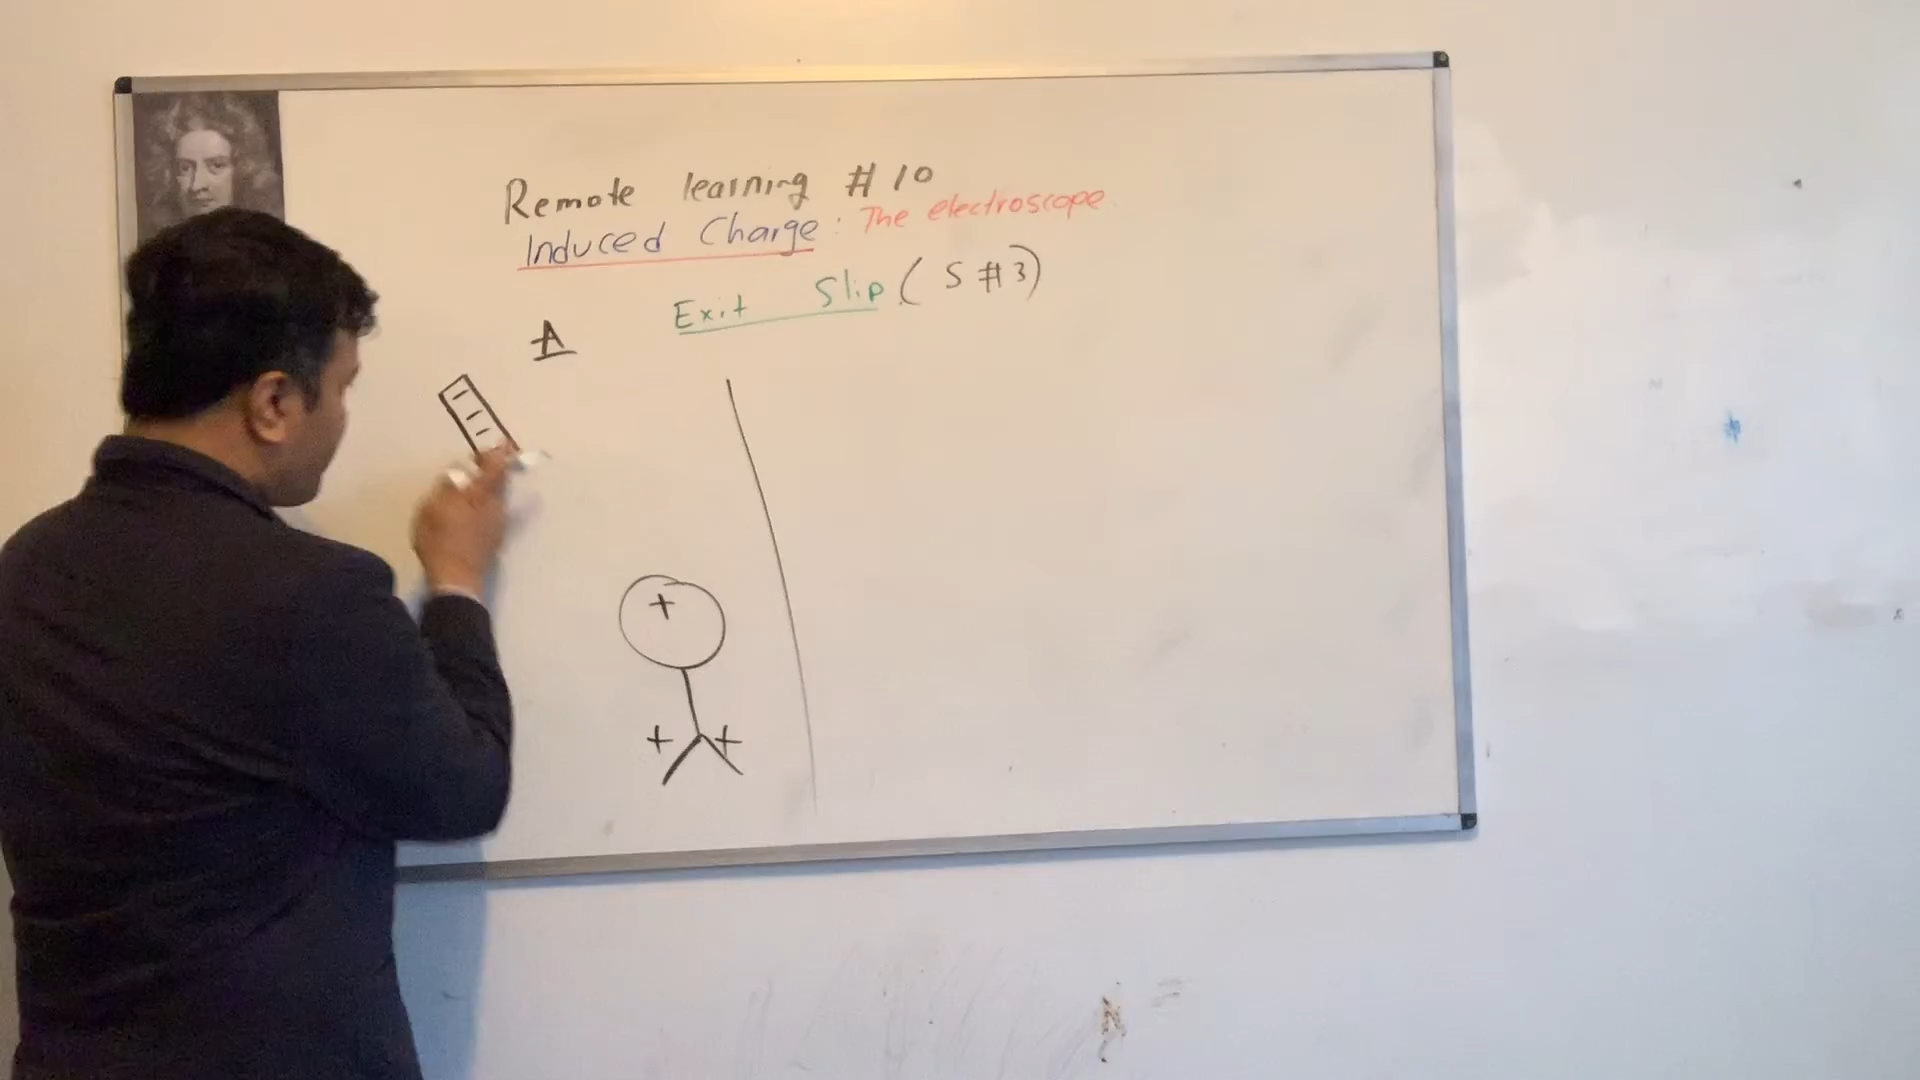 Remote learning # 10
Induced Charge : The electroscope
Exit Slip ( S # 3 )
A
- - -
+
+ +